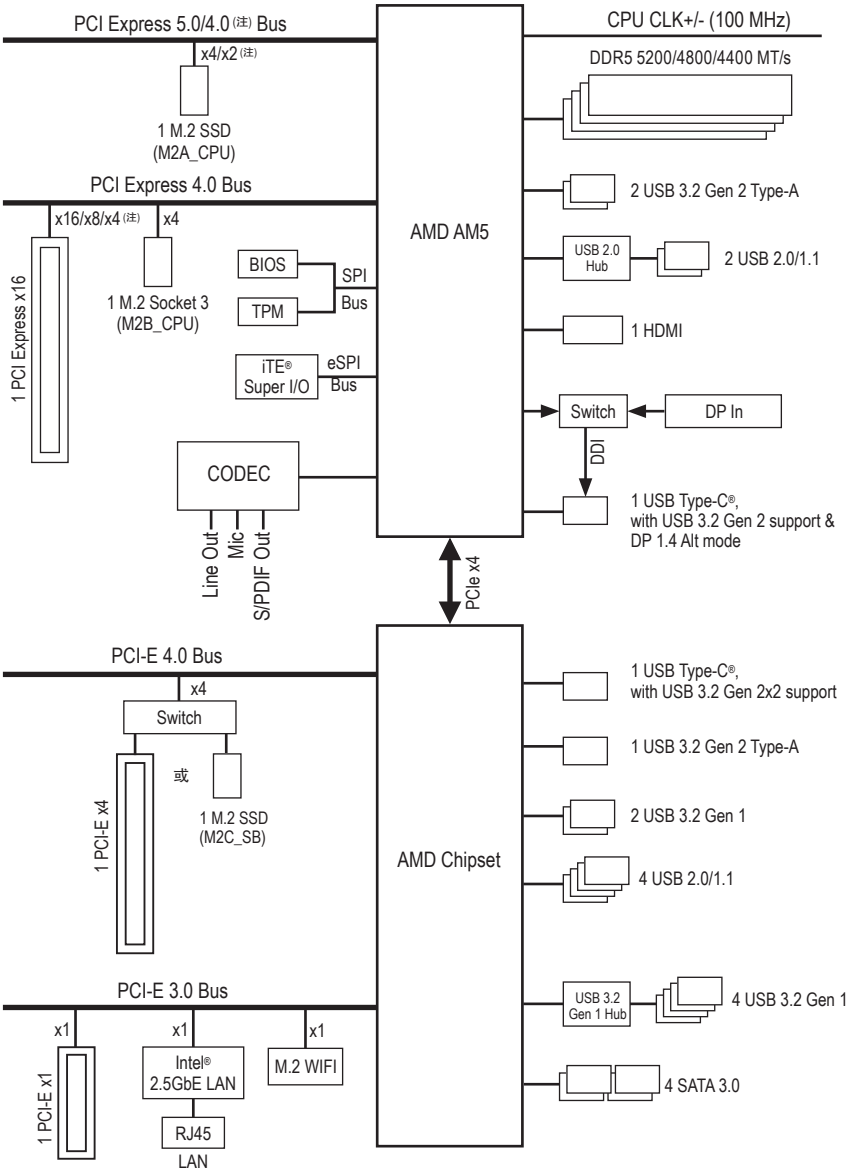 PCI Express 5.0/4.0 (注) Bus
x4/x2 (注)
1 M.2 SSD
(M2A_CPU)
PCI Express 4.0 Bus
x16/x8/x4 (注)
x4
1 PCI Express x16
1 M.2 Socket 3
(M2B_CPU)
BIOS
TPM
SPI
Bus
iTE®
Super I/O
eSPI
Bus
CODEC
Line Out
Mic
S/PDIF Out
AMD AM5
CPU CLK+/- (100 MHz)
DDR5 5200/4800/4400 MT/s
2 USB 3.2 Gen 2 Type-A
USB 2.0
Hub
2 USB 2.0/1.1
1 HDMI
Switch
DP In
DDI
1 USB Type-C®,
with USB 3.2 Gen 2 support &
DP 1.4 Alt mode
PCIe x4
PCI-E 4.0 Bus
x4
Switch
1 PCI-E x4
或
1 M.2 SSD
(M2C_SB)
PCI-E 3.0 Bus
x1
x1
x1
1 PCI-E x1
Intel®
2.5GbE LAN
RJ45
LAN
M.2 WIFI
AMD Chipset
1 USB Type-C®,
with USB 3.2 Gen 2x2 support
1 USB 3.2 Gen 2 Type-A
2 USB 3.2 Gen 1
4 USB 2.0/1.1
USB 3.2
Gen 1 Hub
4 USB 3.2 Gen 1
4 SATA 3.0